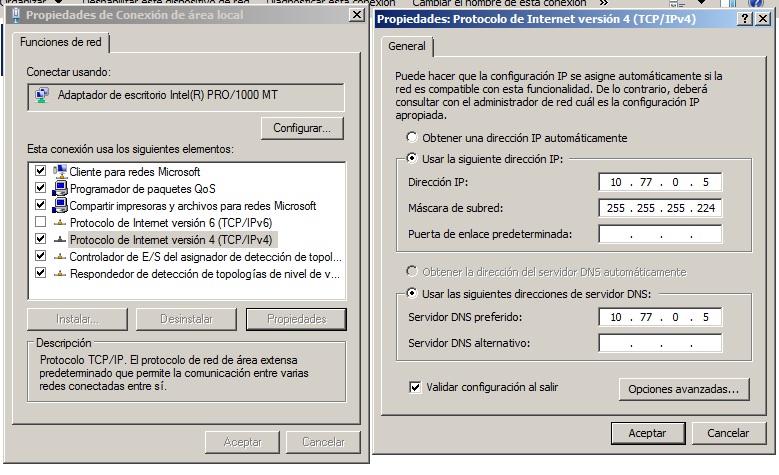 Organizar Deshabilitar este dispositivo de red Diagnosticar esta conexión Cambiar el nombre de esta conexión »
Propiedades de Conexión de área local
Funciones de red
Conectar usando:
Adaptador de escritorio Intel(R) PRO/1000 MT
Configurar...
Esta conexión usa los siguientes elementos:
Cliente para redes Microsoft
Programador de paquetes QoS
Compartir impresoras y archivos para redes Microsoft
Protocolo de Internet versión 6 (TCP/IPv6)
Protocolo de Internet versión 4 (TCP/IPv4)
Controlador de E/S del asignador de detección de topol...
Respondedor de detección de topologías de nivel de v...
Instalar...
Desinstalar
Propiedades
Descripción
Protocolo TCP/IP. El protocolo de red de área extensa
predeterminado que permite la comunicación entre varias
redes conectadas entre sí.
Aceptar
Cancelar
Propiedades: Protocolo de Internet versión 4 (TCP/IPv4)
General
Puede hacer que la configuración IP se asigne automáticamente si la
red es compatible con esta funcionalidad. De lo contrario, deberá
consultar con el administrador de red cuál es la configuración IP
apropiada.
Obtener una dirección IP automáticamente
Usar la siguiente dirección IP:
Dirección IP:
10 . 77 . 0 . 5
Máscara de subred:
255 . 255 . 255 . 224
Puerta de enlace predeterminada:
. . .
Obtener la dirección del servidor DNS automáticamente
Usar las siguientes direcciones de servidor DNS:
Servidor DNS preferido:
10 . 77 . 0 . 5
Servidor DNS alternativo:
. . .
Validar configuración al salir
Opciones avanzadas...
Aceptar
Cancelar